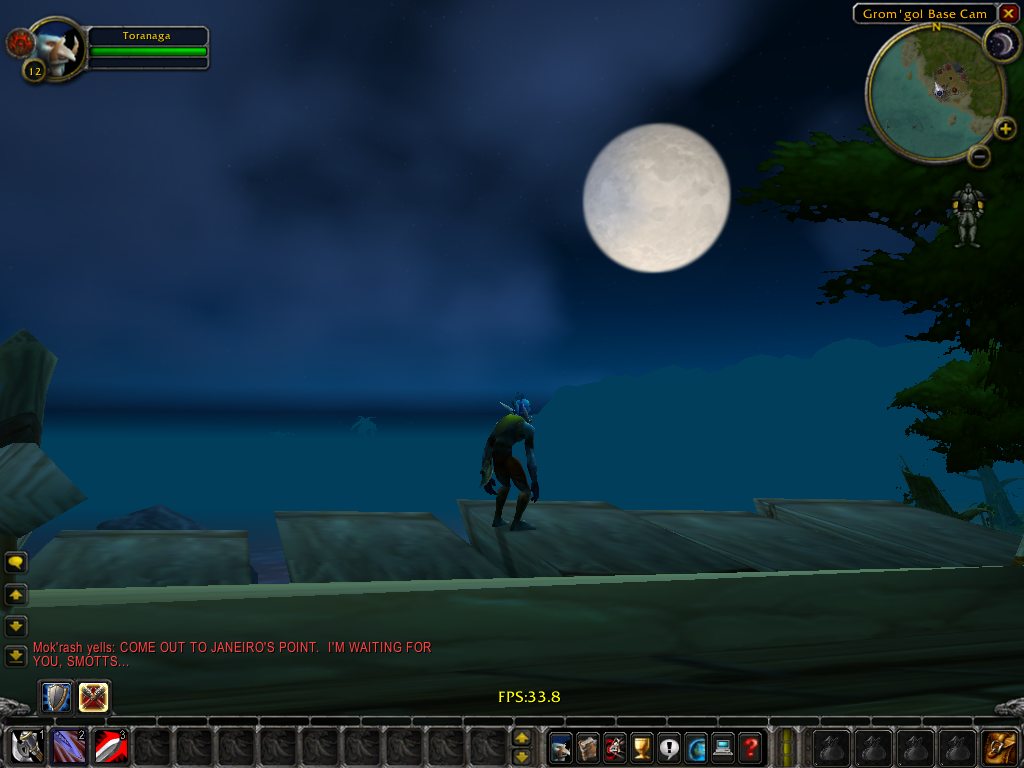 Toranaga
12
Grom'gol Base Cam
N
Mok'rash yells: COME OUT TO JANEIRO'S POINT.  I'M WAITING FOR
YOU, SMOTTS...
FPS:33.8
1
2
3